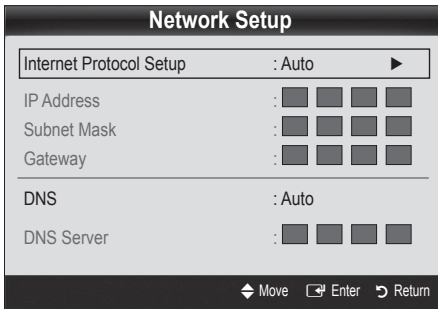 Network Setup
Internet Protocol Setup : Auto ▶
IP Address :
Subnet Mask :
Gateway :
DNS : Auto
DNS Server :
Move Enter Return